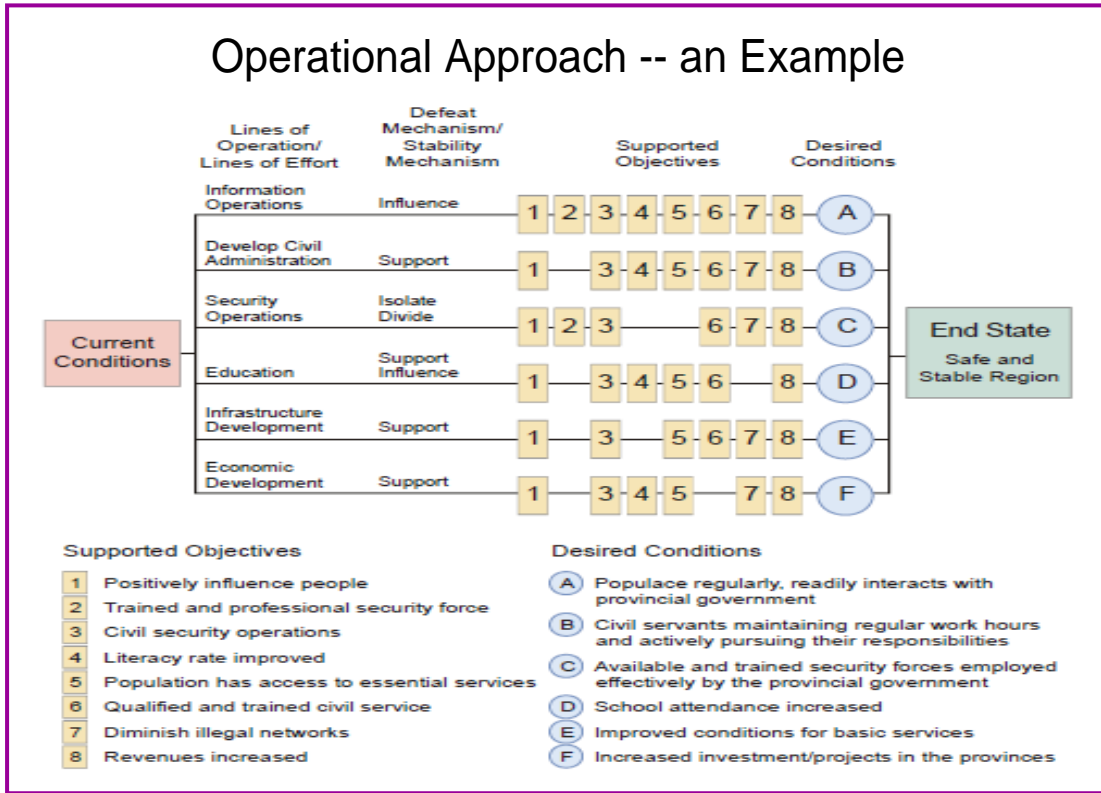 Operational Approach -- an Example
Lines of
Operation/
Lines of Effort
Defeat
Mechanism/
Stability
Mechanism
Supported
Objectives
Desired
Conditions
Current
Conditions
Information
Operations
Influence
1 2 3 4 5 6 7 8 A
Develop Civil
Administration
Support
1 3 4 5 6 7 8 B
Security
Operations
Isolate
Divide
1 2 3 6 7 8 C
Education
Support
Influence
1 3 4 5 6 8 D
Infrastructure
Development
Support
1 3 5 6 7 8 E
Economic
Development
Support
1 3 4 5 7 8 F
End State
Safe and
Stable Region
Supported Objectives
1 Positively influence people
2 Trained and professional security force
3 Civil security operations
4 Literacy rate improved
5 Population has access to essential services
6 Qualified and trained civil service
7 Diminish illegal networks
8 Revenues increased
Desired Conditions
A Populace regularly, readily interacts with
provincial government
B Civil servants maintaining regular work hours
and actively pursuing their responsibilities
C Available and trained security forces employed
effectively by the provincial government
D School attendance increased
E Improved conditions for basic services
F Increased investment/projects in the provinces